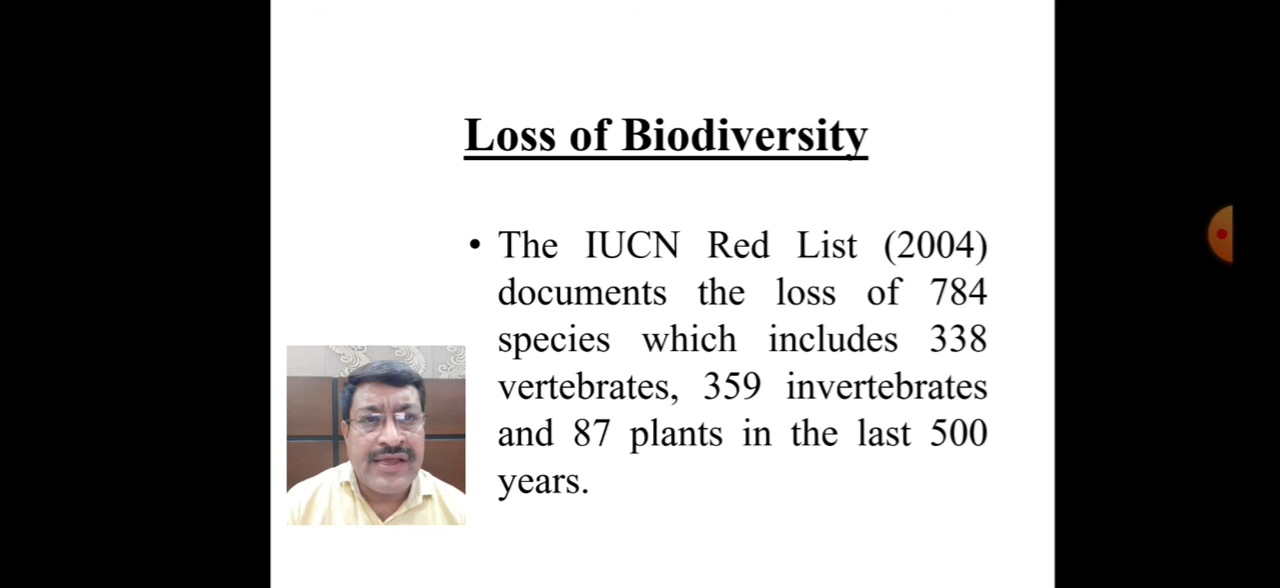 Loss of Biodiversity
• The IUCN Red List (2004)
documents the loss of 784
species which includes 338
vertebrates, 359 invertebrates
and 87 plants in the last 500
years.